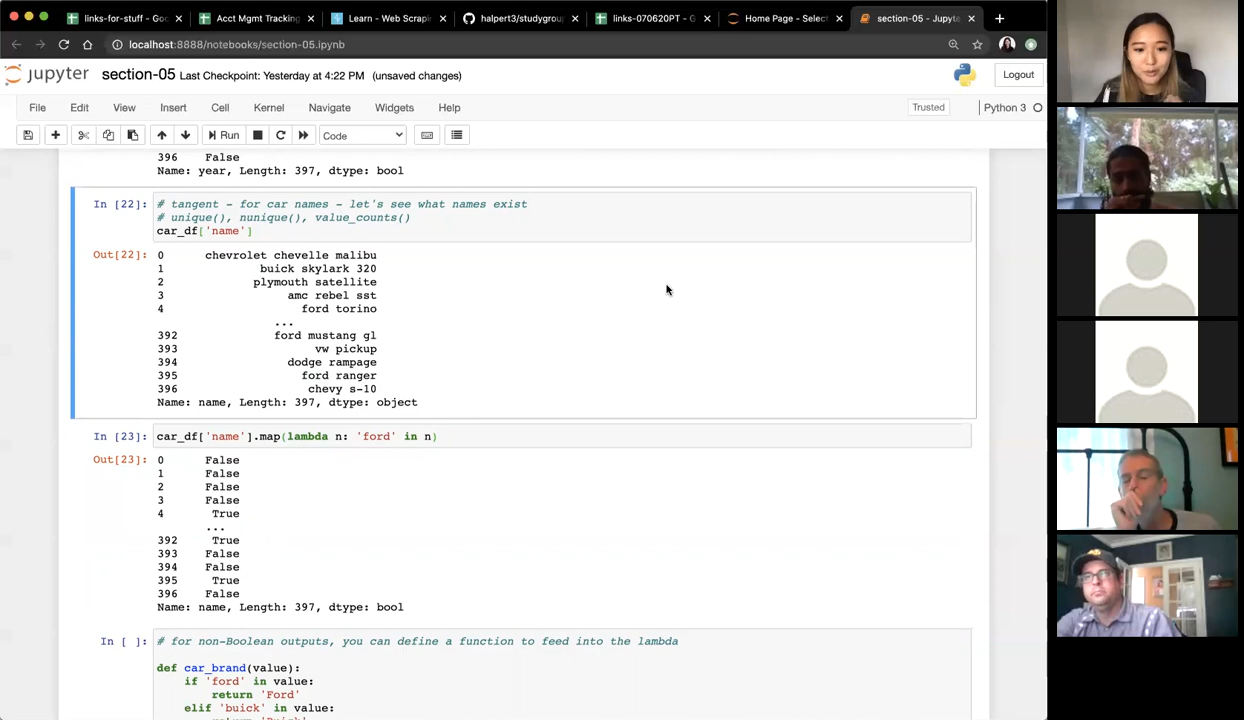 links-for-stuff - Goo
Acct Mgmt Tracking
Learn - Web Scrapin
halpert3/studygroup
links-070620PT - G
Home Page - Select
section-05 - Jupyte
localhost:8888/notebooks/section-05.ipynb
jupyter section-05 Last Checkpoint: Yesterday at 4:22 PM (unsaved changes)
Logout
File Edit View Insert Cell Kernel Navigate Widgets Help
Trusted
Python 3
Run
Code
396 False
Name: year, Length: 397, dtype: bool
In [22]: # tangent - for car names - let's see what names exist
# unique(), nunique(), value_counts()
car_df['name']
Out[22]: 0 chevrolet chevelle malibu
1 buick skylark 320
2 plymouth satellite
3 amc rebel sst
4 ford torino
...
392 ford mustang gl
393 vw pickup
394 dodge rampage
395 ford ranger
396 chevy s-10
Name: name, Length: 397, dtype: object
In [23]: car_df['name'].map(lambda n: 'ford' in n)
Out[23]: 0 False
1 False
2 False
3 False
4 True
...
392 True
393 False
394 False
395 True
396 False
Name: name, Length: 397, dtype: bool
In [ ]: # for non-Boolean outputs, you can define a function to feed into the lambda
def car_brand(value):
if 'ford' in value:
return 'Ford'
elif 'buick' in value: